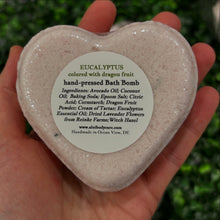 EUCALYPTUS
colored with dragon fruit
hand-pressed Bath Bomb
Ingredients: Avocado Oil; Coconut
Oil; Baking Soda; Epsom Salt; Citric
Acid; Cornstarch; Dragon Fruit
Powder; Cream of Tartar; Eucalyptus
Essential Oil; Dried Lavender Flowers
from Reiske Farms; Witch Hazel
Handmade in Ocean View, DE